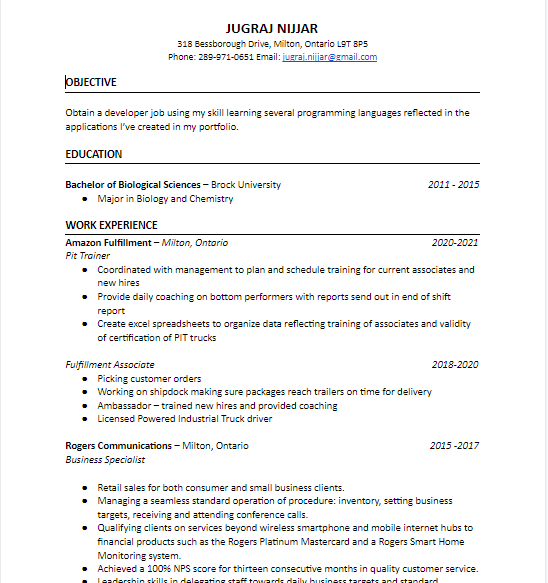 JUGRAJ NIJJAR
318 Bessborough Drive, Milton, Ontario L9T 8P5
Phone: 289-971-0651 Email: jugraj.nijjar@gmail.com
OBJECTIVE
Obtain a developer job using my skill learning several programming languages reflected in the
applications I've created in my portfolio.
EDUCATION
Bachelor of Biological Sciences – Brock University 2011 - 2015
● Major in Biology and Chemistry
WORK EXPERIENCE
Amazon Fulfillment – Milton, Ontario 2020-2021
Pit Trainer
● Coordinated with management to plan and schedule training for current associates and
new hires
● Provide daily coaching on bottom performers with reports send out in end of shift
report
● Create excel spreadsheets to organize data reflecting training of associates and validity
of certification of PIT trucks
Fulfillment Associate 2018-2020
● Picking customer orders
● Working on shipdock making sure packages reach trailers on time for delivery
● Ambassador – trained new hires and provided coaching
● Licensed Powered Industrial Truck driver
Rogers Communications – Milton, Ontario 2015 -2017
Business Specialist
● Retail sales for both consumer and small business clients.
● Managing a seamless standard operation of procedure: inventory, setting business
targets, receiving and attending conference calls.
● Qualifying clients on services beyond wireless smartphone and mobile internet hubs to
financial products such as the Rogers Platinum Mastercard and a Rogers Smart Home
Monitoring system.
● Achieved a 100% NPS score for thirteen consecutive months in quality customer service.
● Leadership skills in delegating staff towards daily business targets and standard